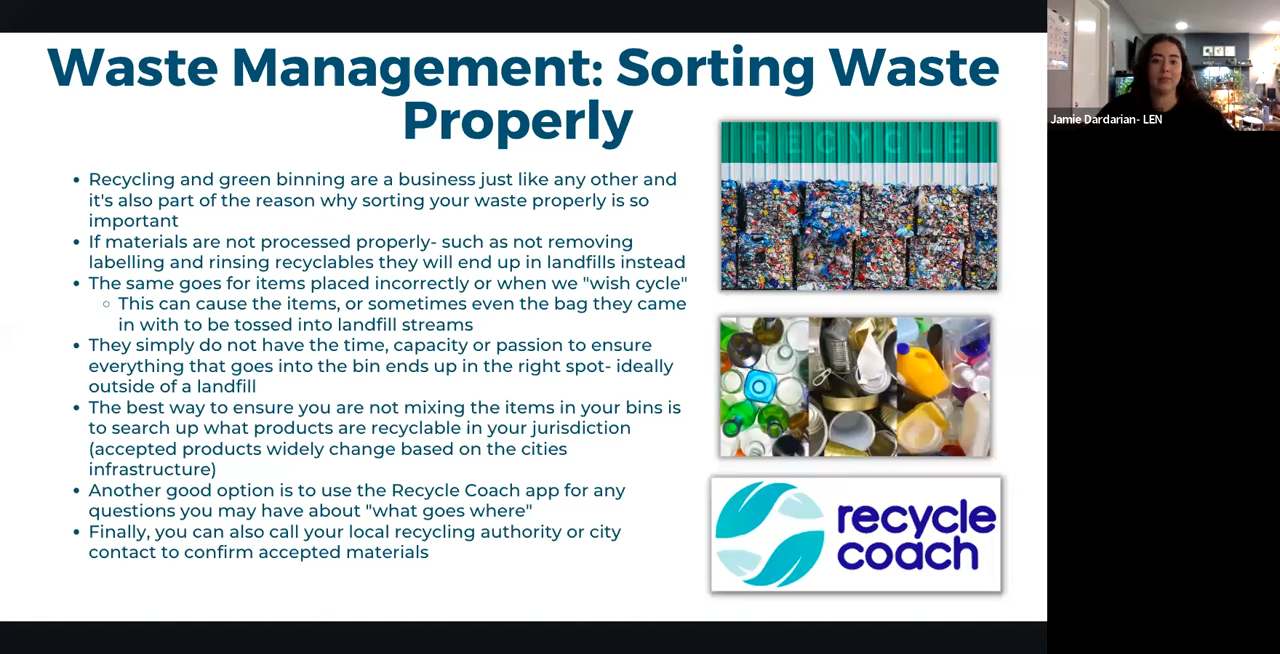 Waste Management: Sorting Waste
Properly
Recycling and green binning are a business just like any other and
it's also part of the reason why sorting your waste properly is so
important
If materials are not processed properly- such as not removing
labelling and rinsing recyclables they will end up in landfills instead
The same goes for items placed incorrectly or when we "wish cycle"
This can cause the items, or sometimes even the bag they came
in with to be tossed into landfill streams
They simply do not have the time, capacity or passion to ensure
everything that goes into the bin ends up in the right spot- ideally
outside of a landfill
The best way to ensure you are not mixing the items in your bins is
to search up what products are recyclable in your jurisdiction
(accepted products widely change based on the cities
infrastructure)
Another good option is to use the Recycle Coach app for any
questions you may have about "what goes where"
Finally, you can also call your local recycling authority or city
contact to confirm accepted materials
RECYCLE
recycle
coach
Jamie Dardarian- LEN